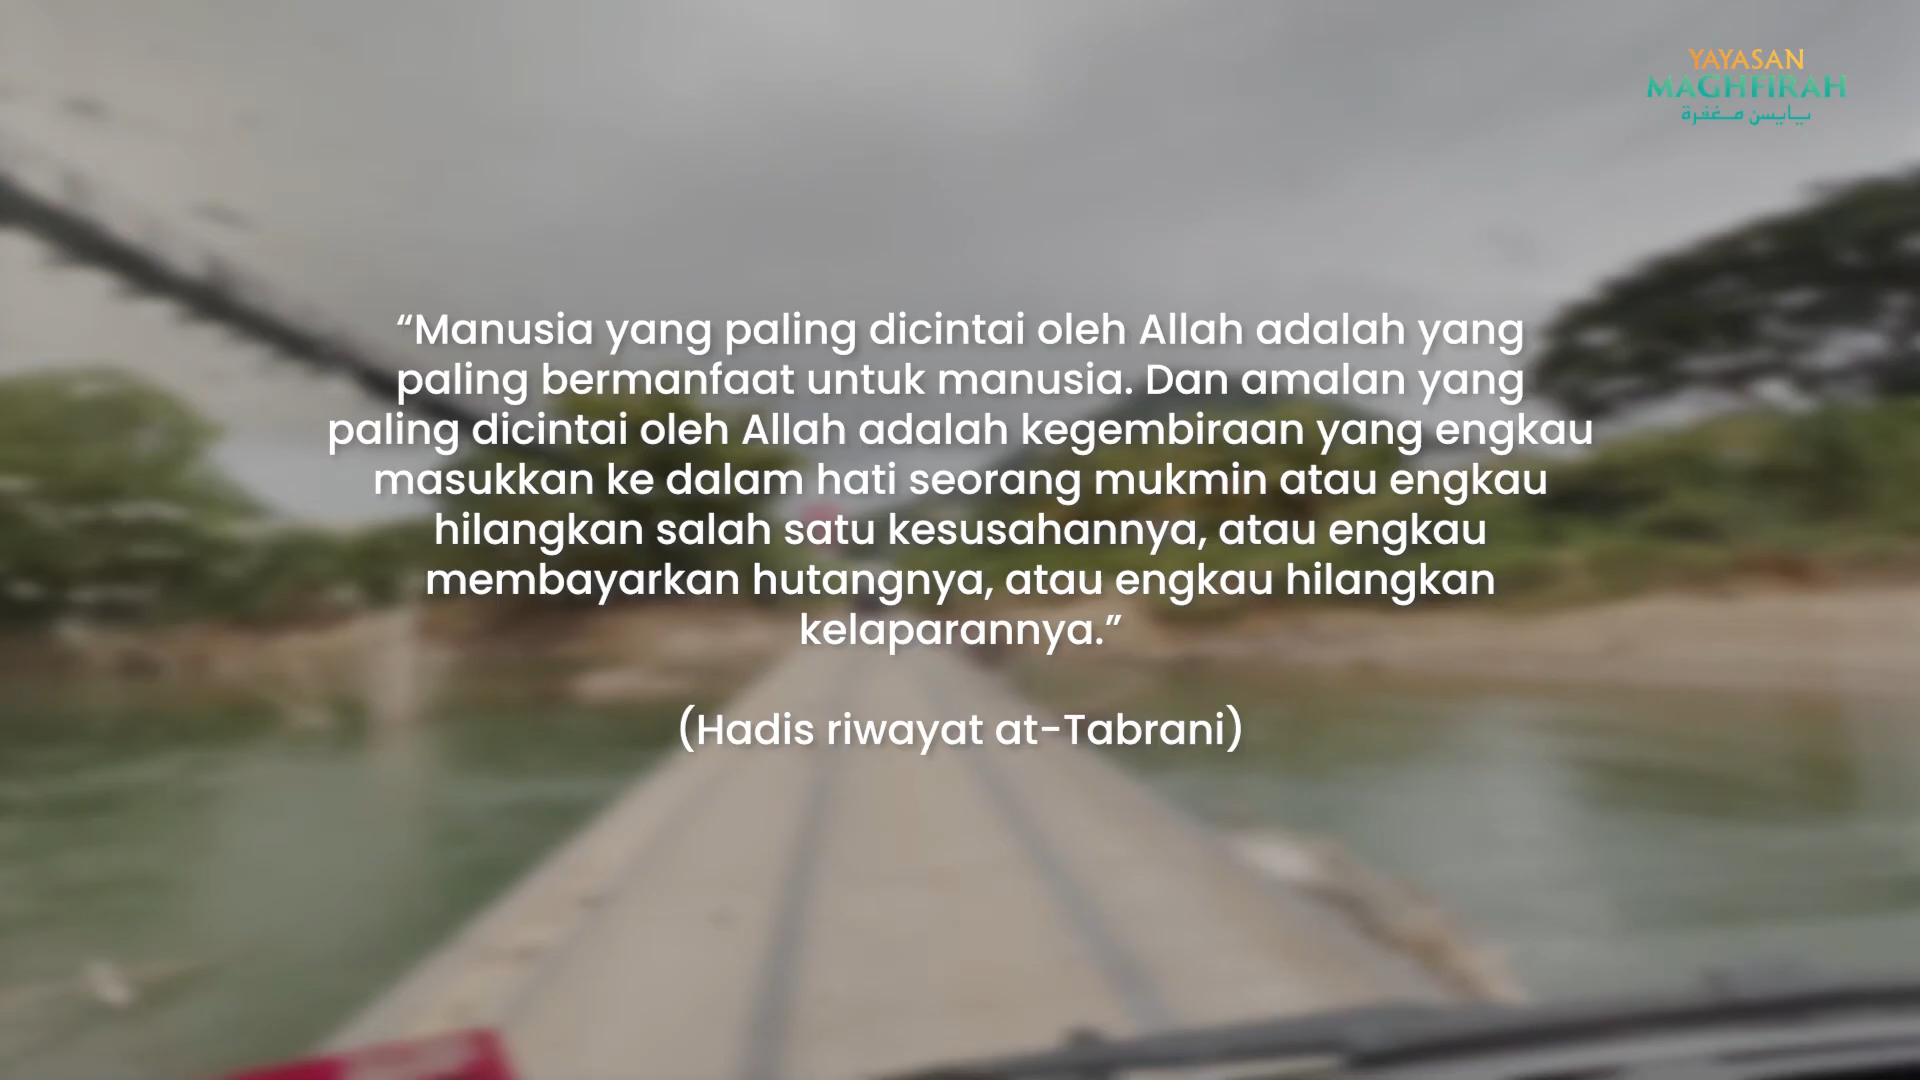 YAYASAN
MAGHFIRAH
يايسن مغفرة
“Manusia yang paling dicintai oleh Allah adalah yang
paling bermanfaat untuk manusia. Dan amalan yang
paling dicintai oleh Allah adalah kegembiraan yang engkau
masukkan ke dalam hati seorang mukmin atau engkau
hilangkan salah satu kesusahannya, atau engkau
membayarkan hutangnya, atau engkau hilangkan
kelaparannya.”
(Hadis riwayat at-Tabrani)